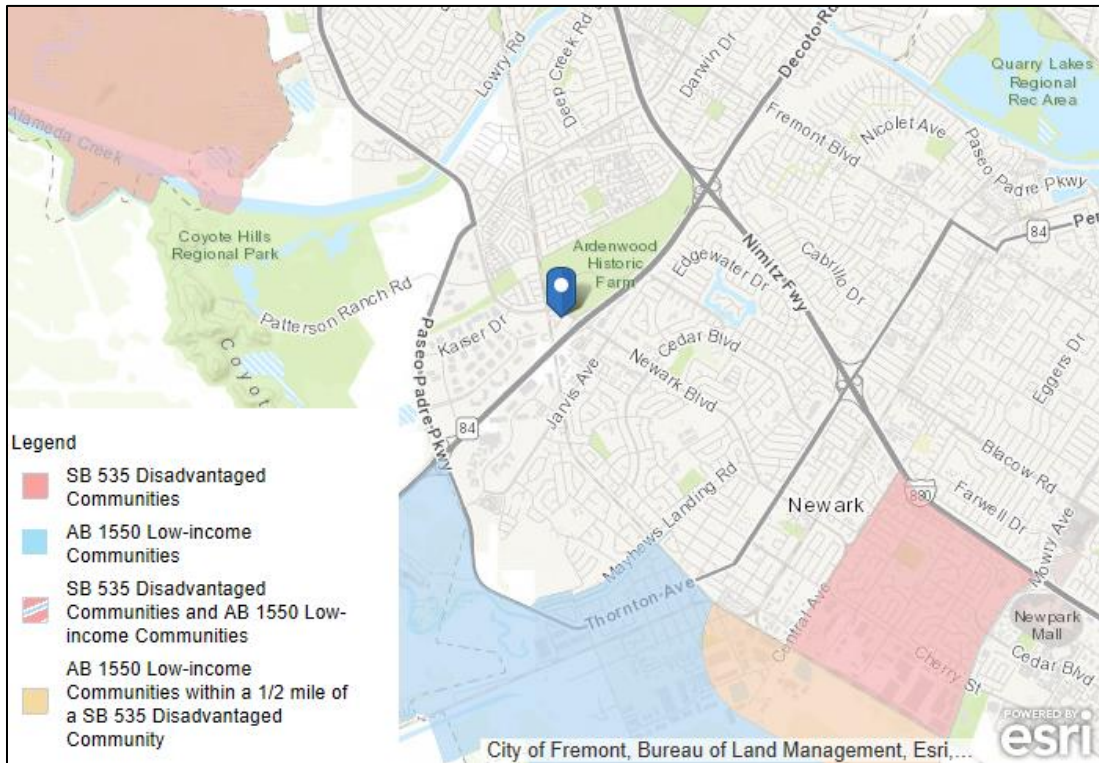 Lowry Rd
Deep Creek Rd
Darwin Dr
Decoto Rd
Quarry Lakes
Regional
Rec Area
Alameda Creek
Fremont Blvd
Nicolet Ave
Paseo Padre Pkwy
Coyote Hills
Regional Park
Ardenwood
Historic
Farm
84
Per
Edgewater Dr
Nimitz Fwy
Cabrillo Dr
Patterson Ranch Rd
Kaiser Dr
Paseo Padre Pkwy
Cedar Blvd
Newark Blvd
Eggers Dr
Coyot
Jarvis Ave
84
Legend
SB 535 Disadvantaged
Communities
AB 1550 Low-income
Communities
SB 535 Disadvantaged
Communities and AB 1550 Low-
income Communities
AB 1550 Low-income
Communities within a 1/2 mile of
a SB 535 Disadvantaged
Community
Mayhews Landing Rd
Newark
880
Blacow Rd
Farwell Dr
Mowry Ave
Thornton Ave
Central Ave
Newpark
Mall
Cherry St
Cedar Blvd
POWERED BY
esri
City of Fremont, Bureau of Land Management, Esri,...